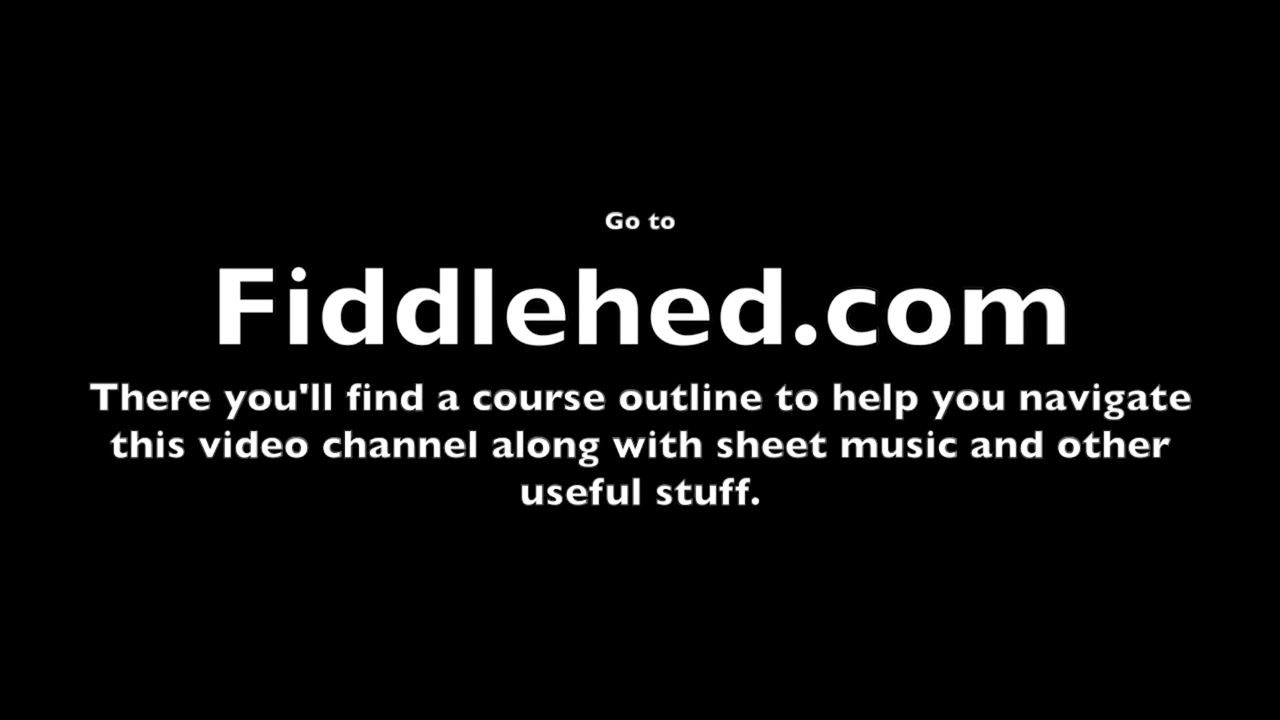 Go to
Fiddlehed.com
There you'll find a course outline to help you navigate
this video channel along with sheet music and other
useful stuff.